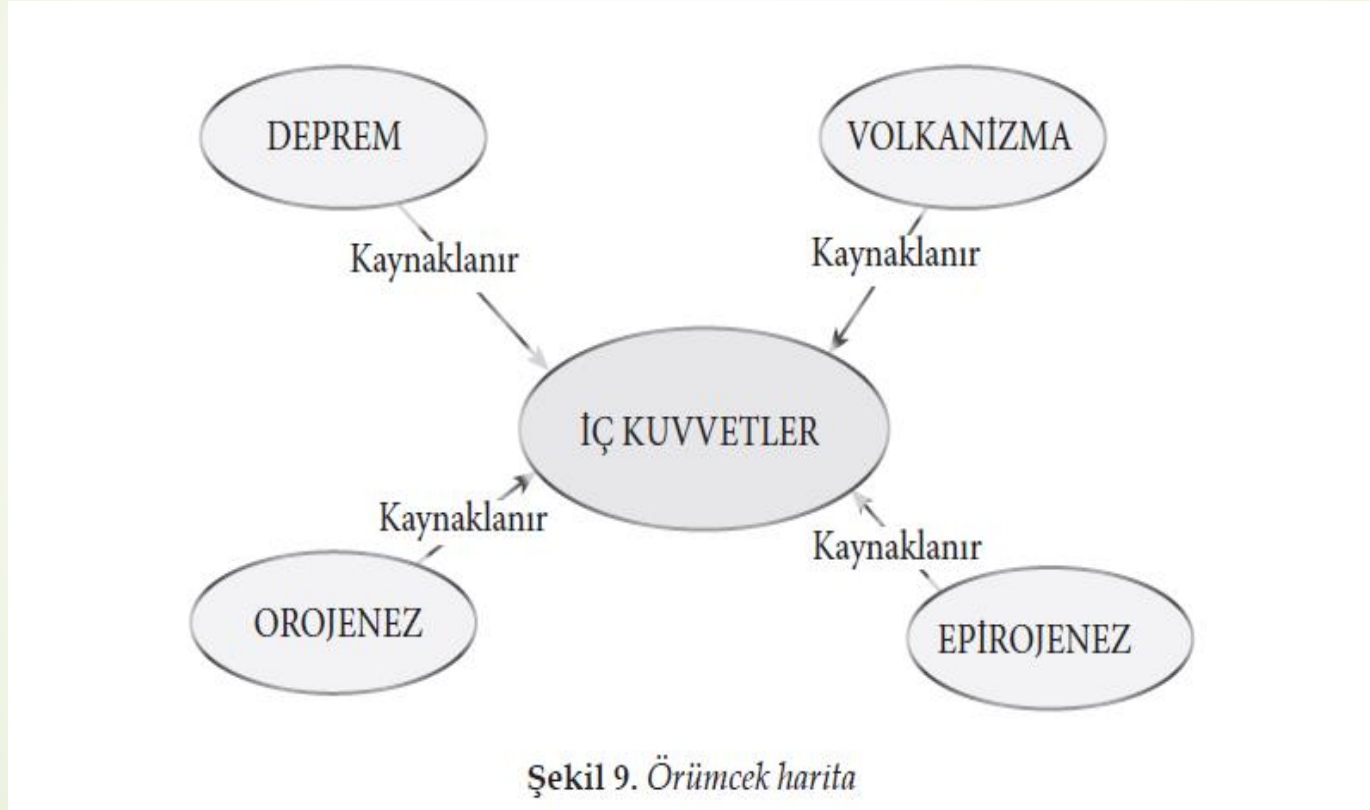 DEPREM
VOLKANİZMA
Kaynaklanır
Kaynaklanır
İÇ KUVVETLER
Kaynaklanır
Kaynaklanır
OROJENEZ
EPİROJENEZ
Şekil 9. Örümcek harita